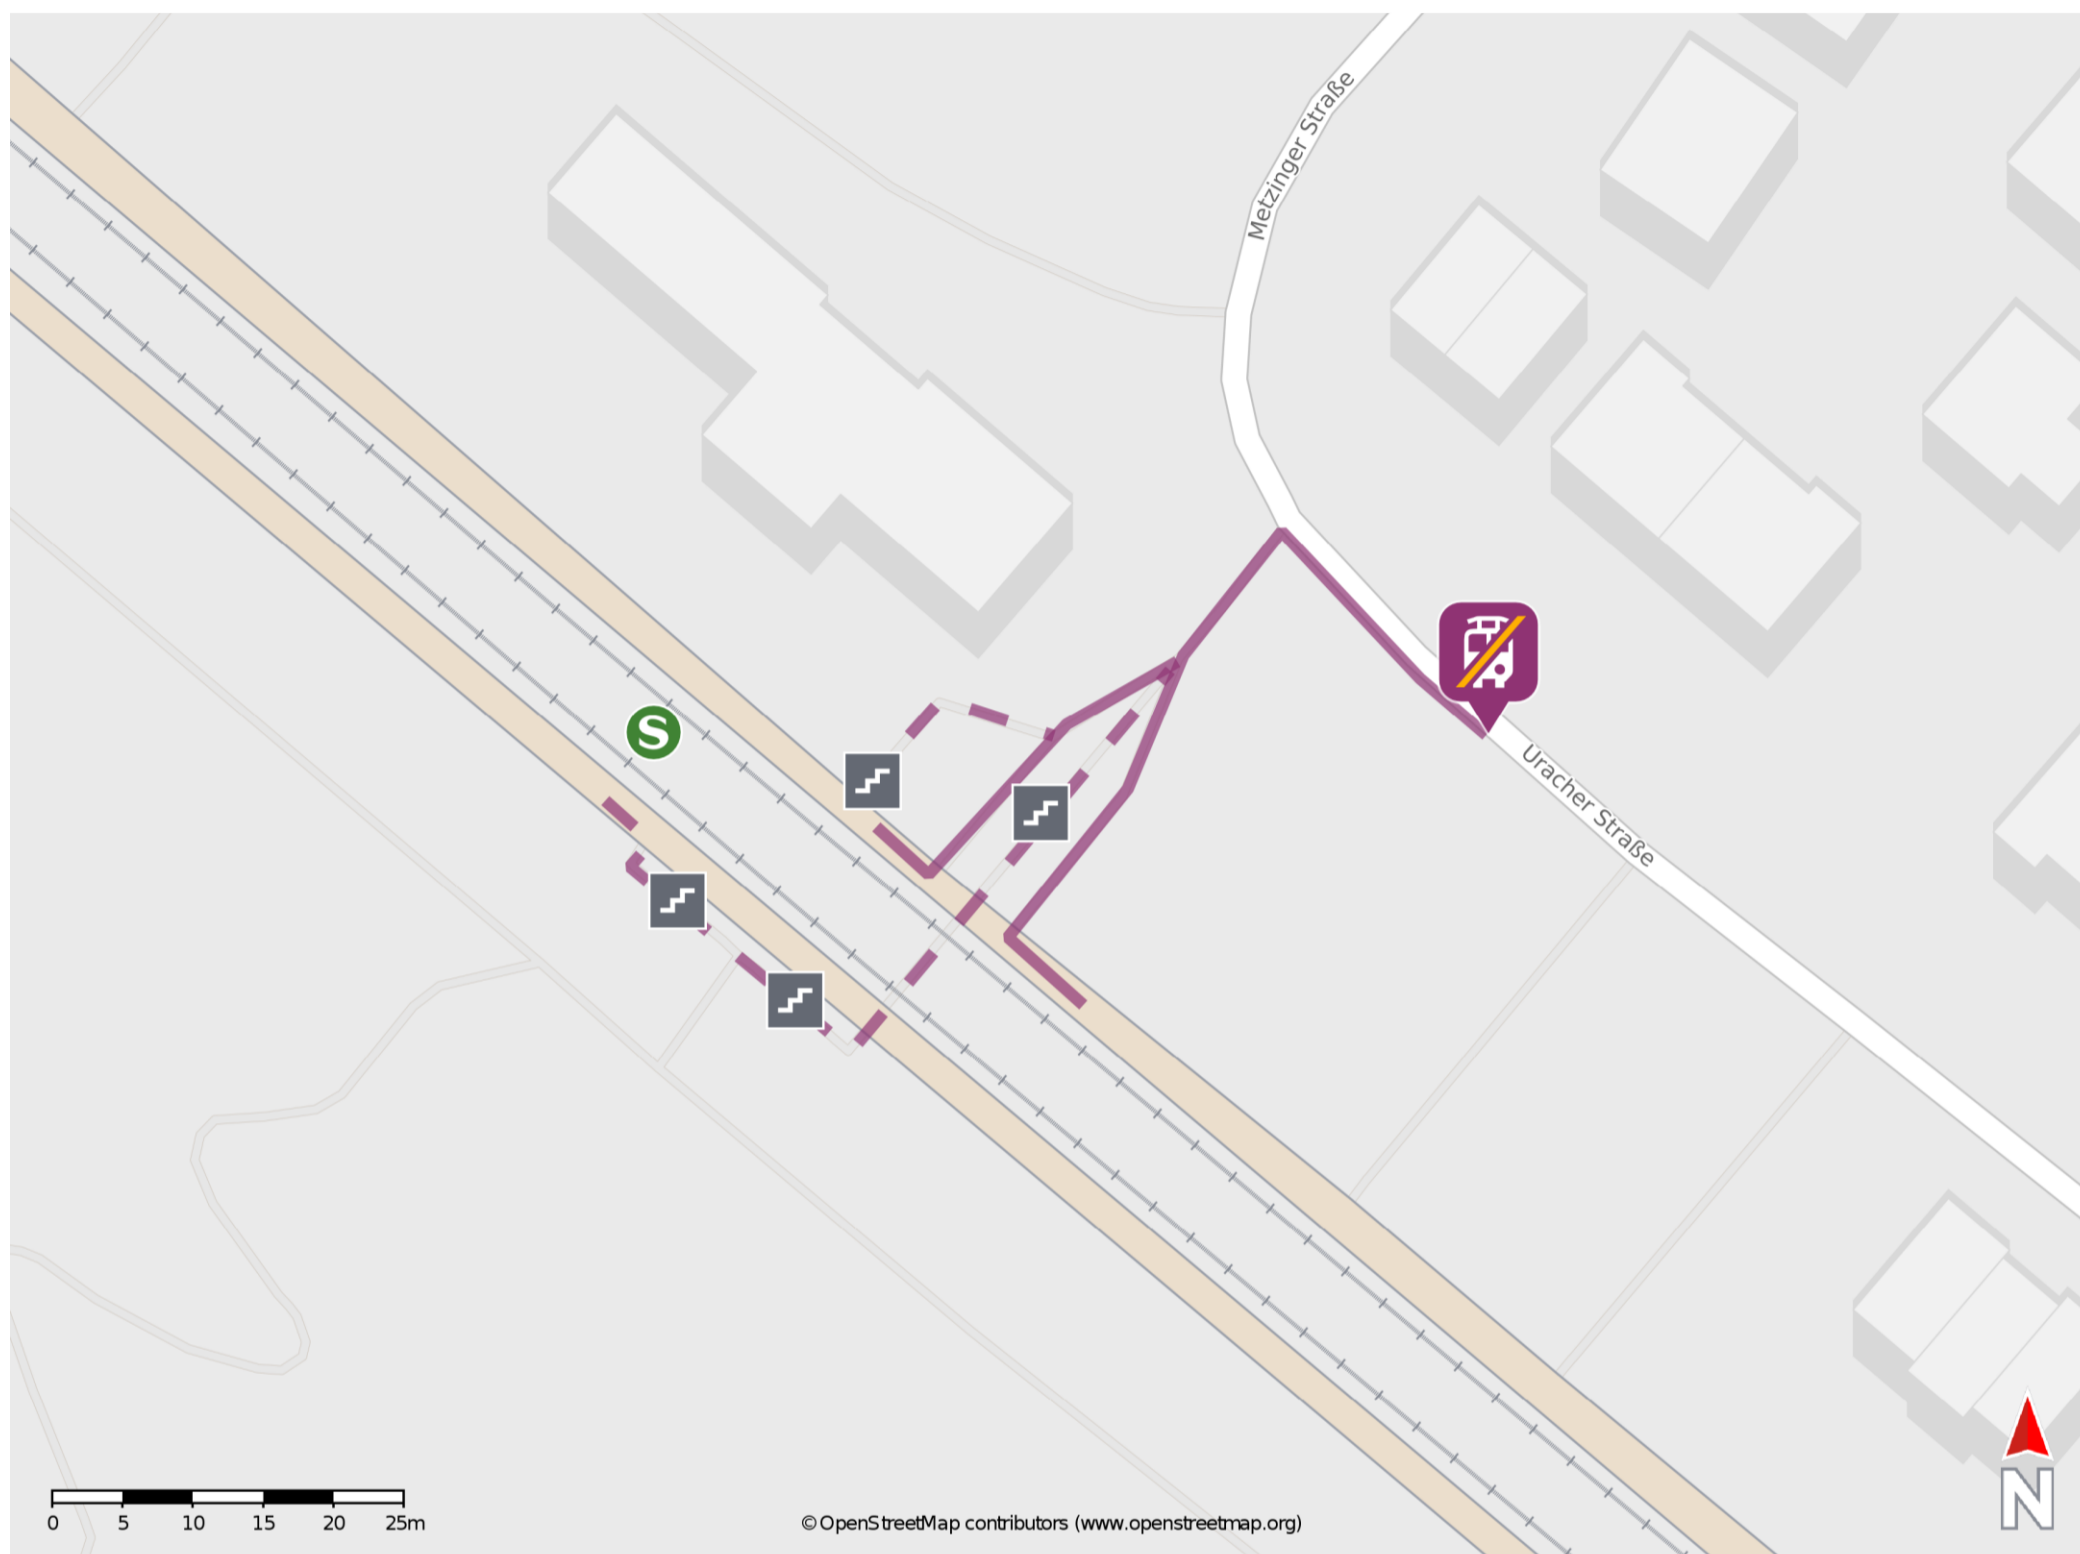 Metzinger Straße
S
Uracher Straße
0 5 10 15 20 25m
©OpenStreetMap contributors (www.openstreetmap.org)
N